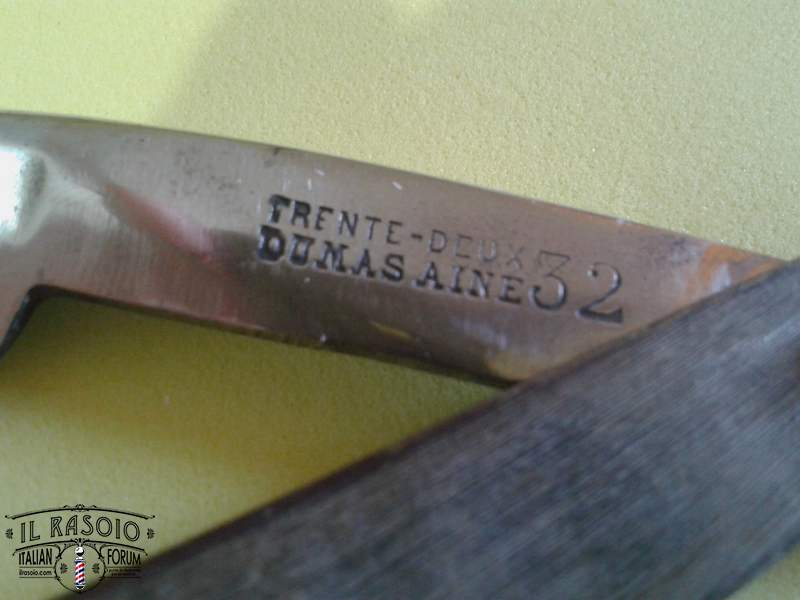 TRENTE-DEUX
DUMAS AINE 32
IL RASOIO
ITALIAN FORUM
ilrasoio.com